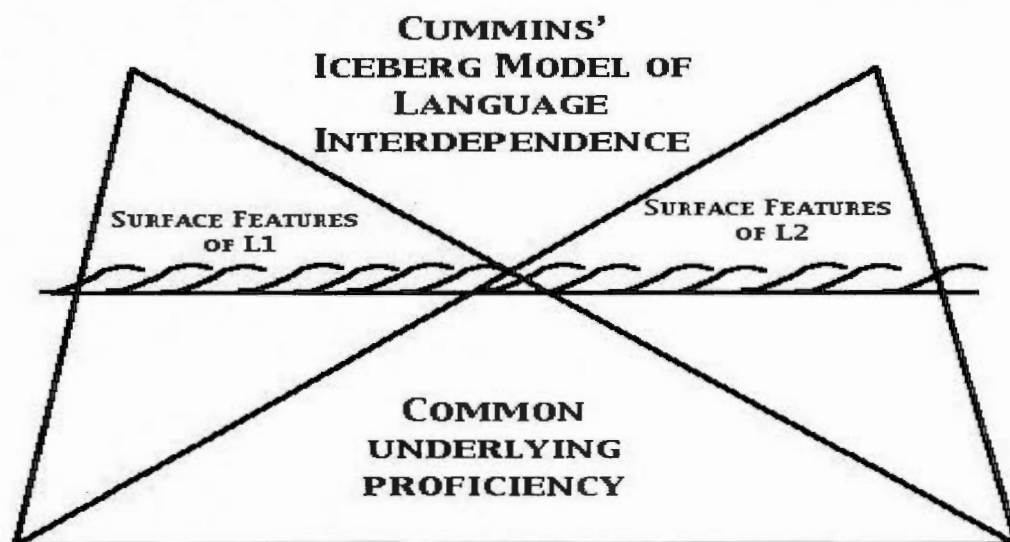 CUMMINS'
ICEBERG MODEL OF
LANGUAGE
INTERDEPENDENCE
SURFACE FEATURES
OF L1
SURFACE FEATURES
OF L2
COMMON
UNDERLYING
PROFICIENCY